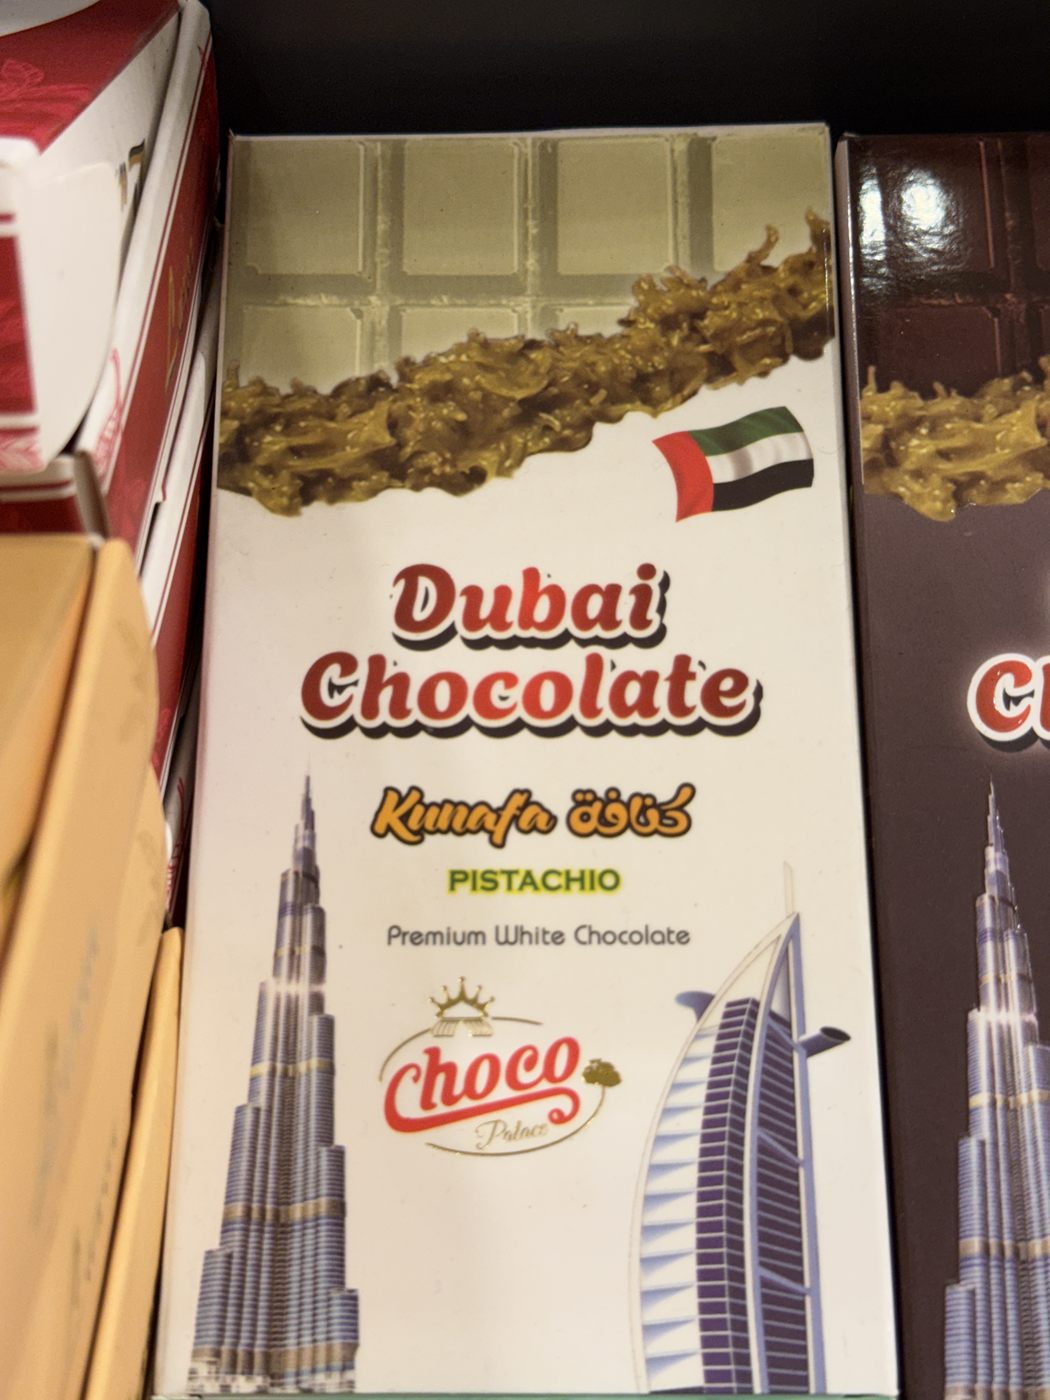 Dubai
Chocolate
Kunafa كنافة
PISTACHIO
Premium White Chocolate
choco
Palace